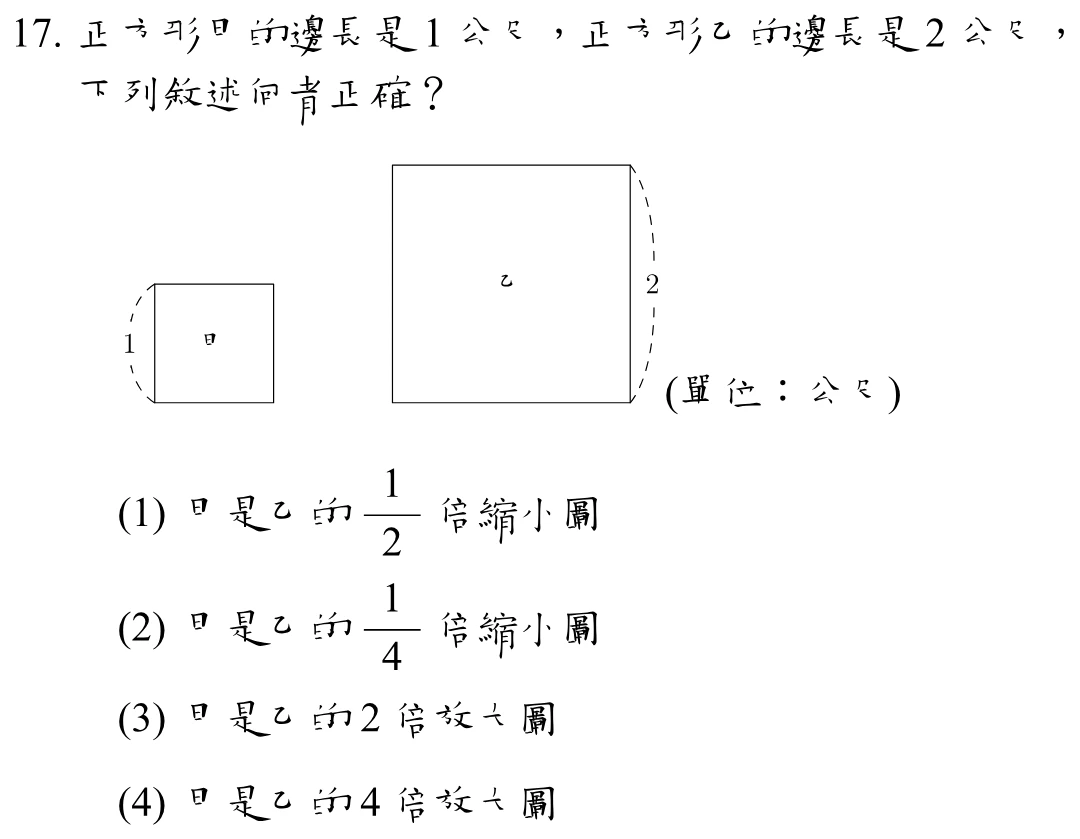 17. 正方形甲的邊長是1公尺，正方形乙的邊長是2公尺，
下列敘述何者正確？
乙
2
甲
1
(單位：公尺)
(1) 甲是乙的 1/2 倍縮小圖
(2) 甲是乙的 1/4 倍縮小圖
(3) 甲是乙的2倍放大圖
(4) 甲是乙的4倍放大圖